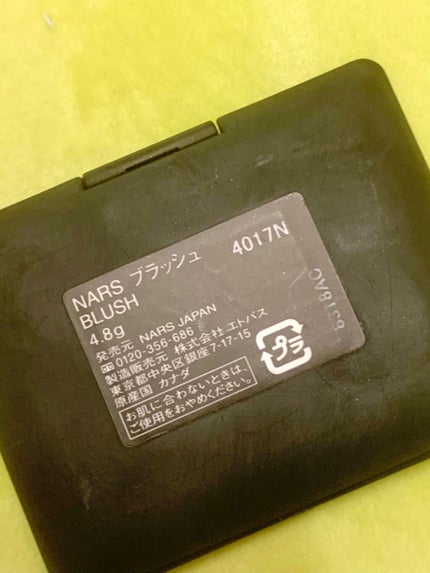 NARS ブラッシュ 4017N
BLUSH
4.8g
発売元 NARS JAPAN
0120-356-686
製造販売元 株式会社 エトバス
東京都中央区銀座7-17-15
原産国 カナダ
プラ
お肌に合わないときは、
ご使用をおやめください。
8318AC